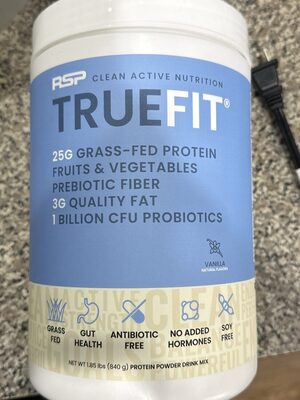 RSP CLEAN ACTIVE NUTRITION
TRUEFIT®
25G GRASS-FED PROTEIN
FRUITS & VEGETABLES
PREBIOTIC FIBER
3G QUALITY FAT
1 BILLION CFU PROBIOTICS
VANILLA
NATURAL FLAVORS
GRASS FED
GUT HEALTH
ANTIBIOTIC FREE
NO ADDED HORMONES
SOY FREE
NET WT 1.85 lbs (840 g) PROTEIN POWDER DRINK MIX